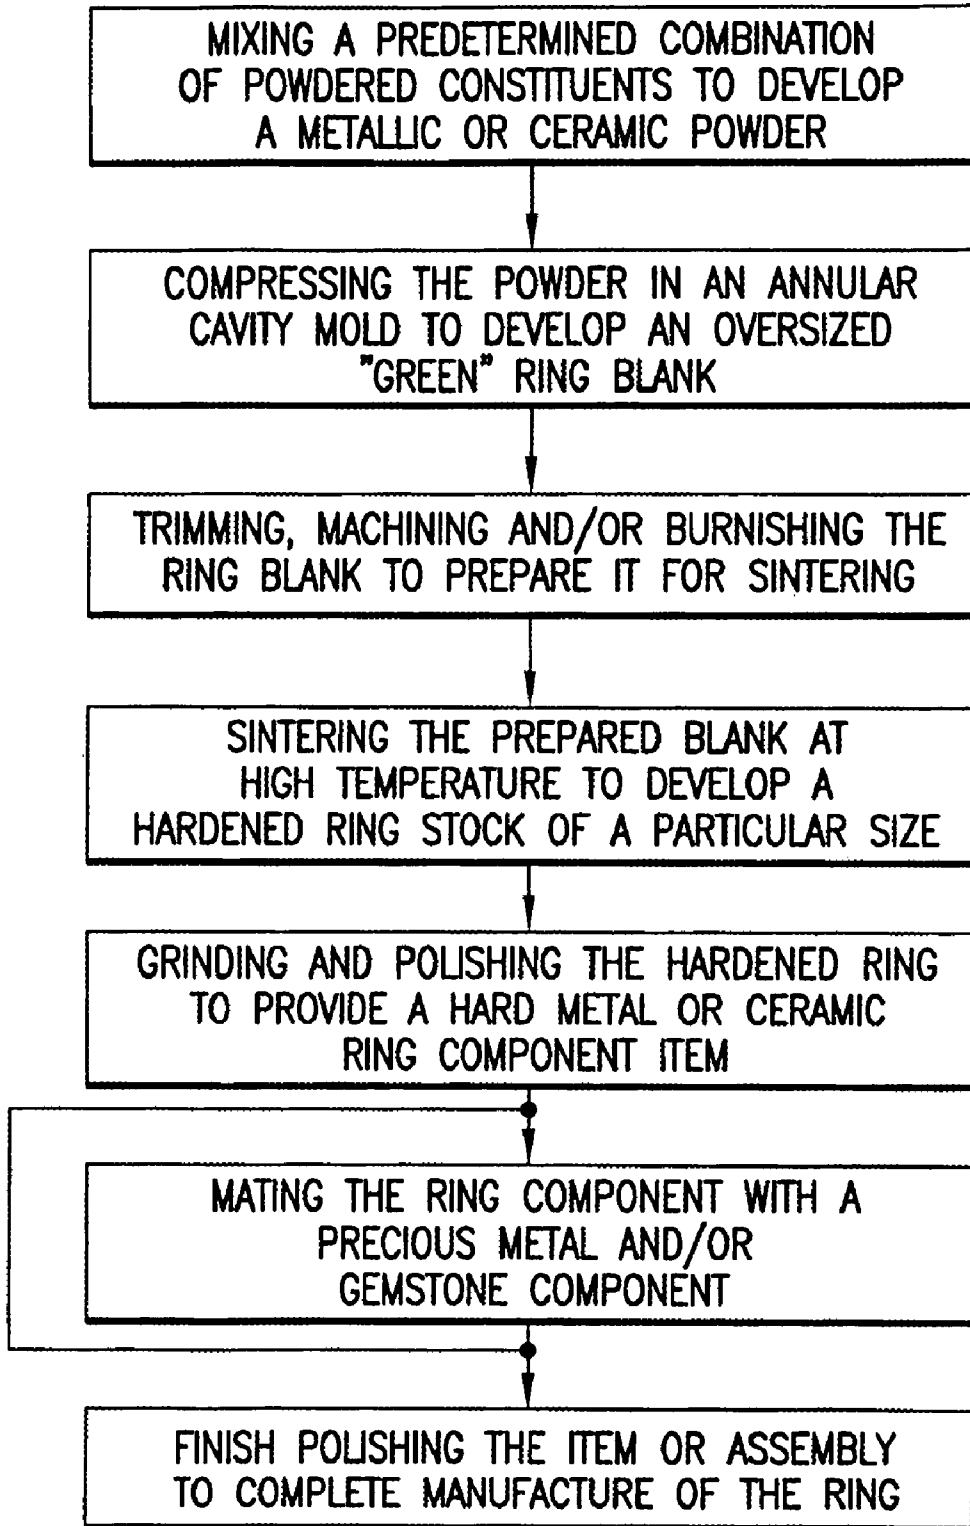 MIXING A PREDETERMINED COMBINATION
OF POWDERED CONSTITUENTS TO DEVELOP
A METALLIC OR CERAMIC POWDER
COMPRESSING THE POWDER IN AN ANNULAR
CAVITY MOLD TO DEVELOP AN OVERSIZED
"GREEN" RING BLANK
TRIMMING, MACHINING AND/OR BURNISHING THE
RING BLANK TO PREPARE IT FOR SINTERING
SINTERING THE PREPARED BLANK AT
HIGH TEMPERATURE TO DEVELOP A
HARDENED RING STOCK OF A PARTICULAR SIZE
GRINDING AND POLISHING THE HARDENED RING
TO PROVIDE A HARD METAL OR CERAMIC
RING COMPONENT ITEM
MATING THE RING COMPONENT WITH A
PRECIOUS METAL AND/OR
GEMSTONE COMPONENT
FINISH POLISHING THE ITEM OR ASSEMBLY
TO COMPLETE MANUFACTURE OF THE RING